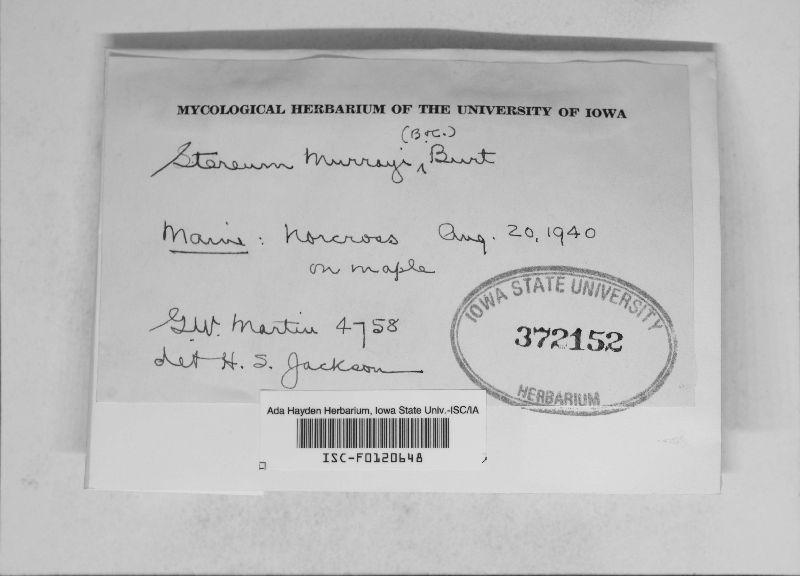 MYCOLOGICAL HERBARIUM OF THE UNIVERSITY OF IOWA
(B.&C.)
Stereum Murrayi ^ Burt
Maine : Norcross Aug. 20, 1940
on maple
G.W. Martin 4758
det H. S. Jackson
IOWA STATE UNIVERSITY
372152
HERBARIUM
Ada Hayden Herbarium, Iowa State Univ.-ISC/IA
ISC-F0120648